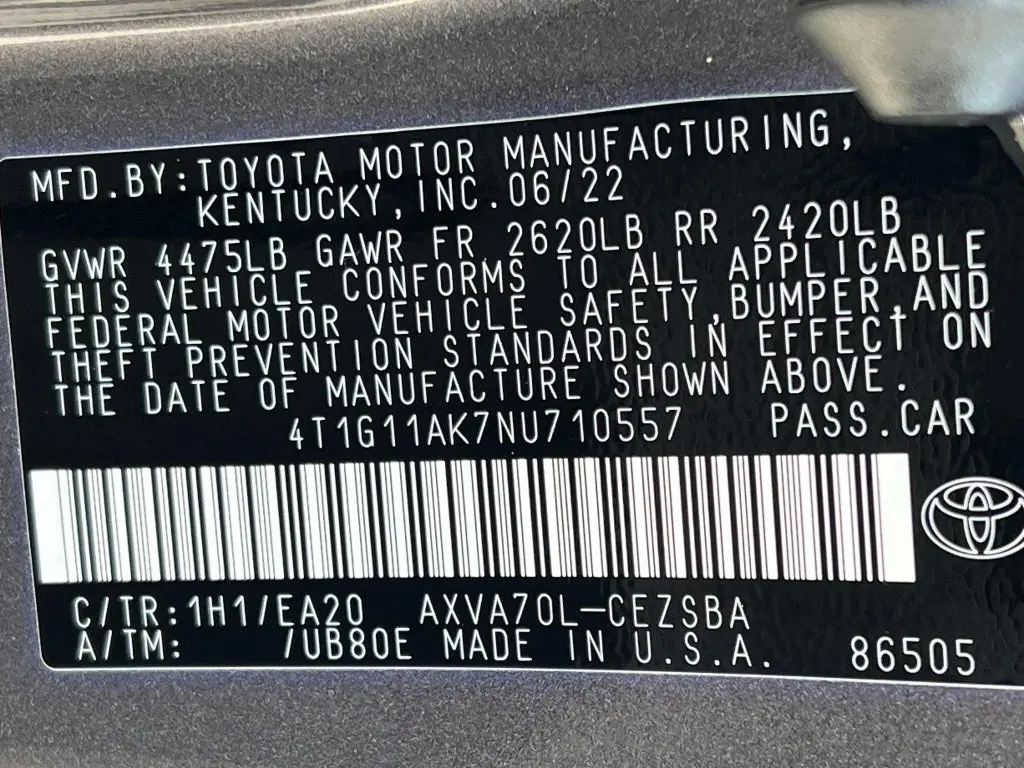 MFD.BY:TOYOTA MOTOR MANUFACTURING,
KENTUCKY,INC.06/22
GVWR 4475LB GAWR FR 2620LB RR 2420LB
THIS VEHICLE CONFORMS TO ALL APPLICABLE
FEDERAL MOTOR VEHICLE SAFETY,BUMPER,AND
THEFT PREVENTION STANDARDS IN EFFECT ON
THE DATE OF MANUFACTURE SHOWN ABOVE.
4T1G11AK7NU710557 PASS.CAR
C/TR:1H1/EA20 AXVA70L-CEZSBA
A/TM: /UB80E MADE IN U.S.A. 86505